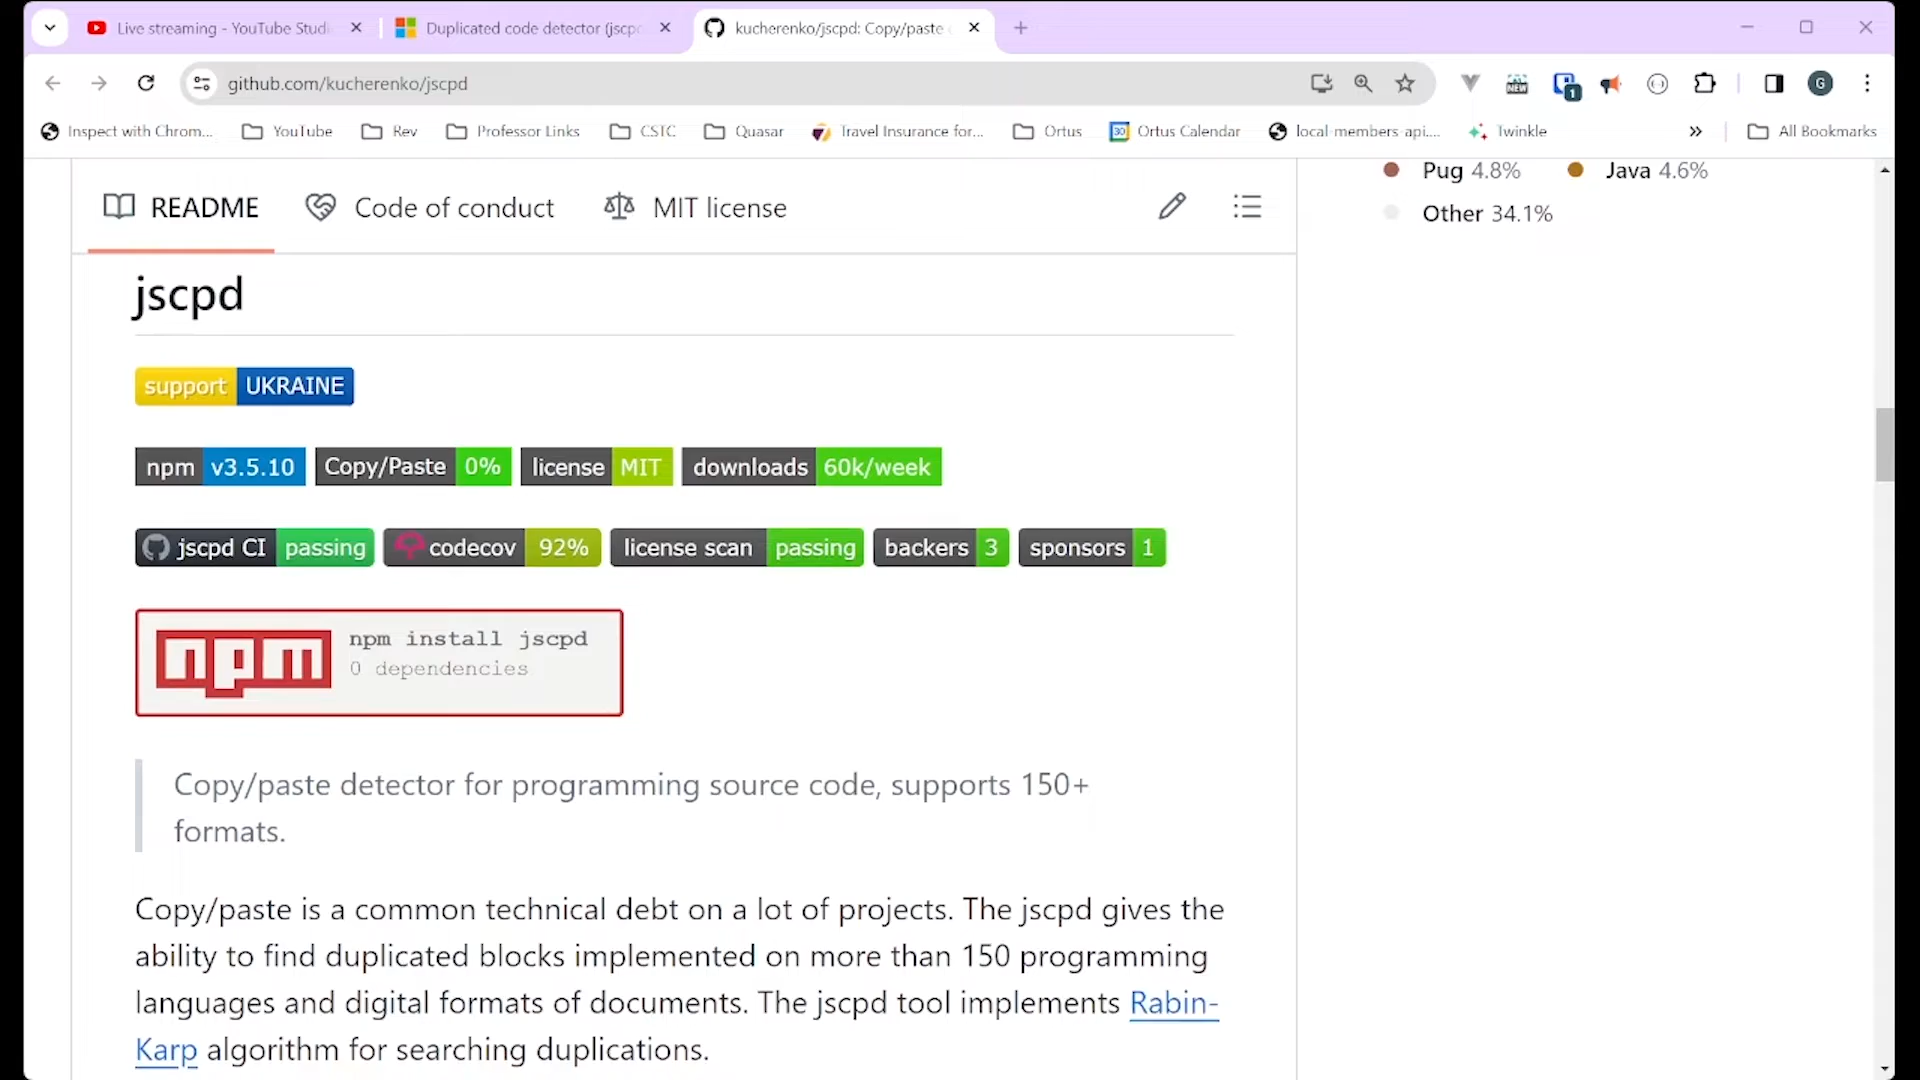 Live streaming - YouTube Studi
Duplicated code detector (jscpd
kucherenko/jscpd: Copy/paste
github.com/kucherenko/jscpd
NEW
1
G
Inspect with Chrom...
YouTube
Rev
Professor Links
CSTC
Quasar
Travel Insurance for...
Ortus
30
Ortus Calendar
local-members-api....
Twinkle
»
All Bookmarks
Pug 4.8%
Java 4.6%
Other 34.1%
README
Code of conduct
MIT license
jscpd
support UKRAINE
npm v3.5.10
Copy/Paste 0%
license MIT
downloads 60k/week
jscpd CI passing
codecov 92%
license scan passing
backers 3
sponsors 1
npm
npm install jscpd
0 dependencies
Copy/paste detector for programming source code, supports 150+
formats.
Copy/paste is a common technical debt on a lot of projects. The jscpd gives the
ability to find duplicated blocks implemented on more than 150 programming
languages and digital formats of documents. The jscpd tool implements Rabin-
Karp algorithm for searching duplications.